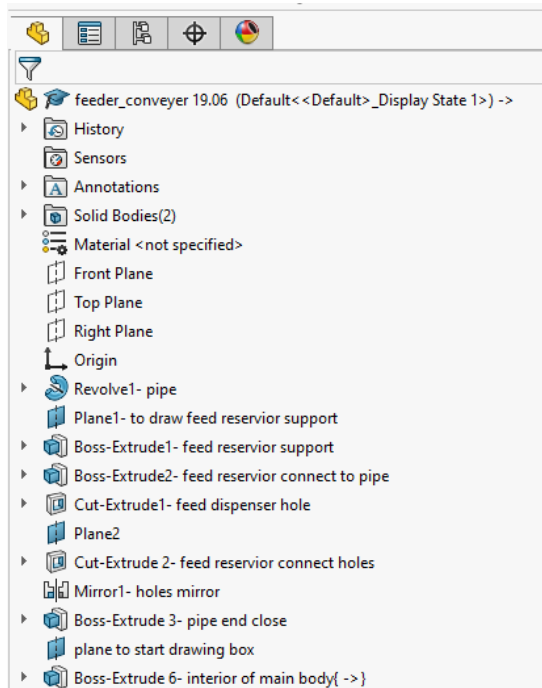 feeder_conveyer 19.06 (Default<<Default>_Display State 1>) ->
History
Sensors
Annotations
Solid Bodies(2)
Material <not specified>
Front Plane
Top Plane
Right Plane
Origin
Revolve1- pipe
Plane1- to draw feed reservior support
Boss-Extrude1- feed reservior support
Boss-Extrude2- feed reservior connect to pipe
Cut-Extrude1- feed dispenser hole
Plane2
Cut-Extrude 2- feed reservior connect holes
Mirror1- holes mirror
Boss-Extrude 3- pipe end close
plane to start drawing box
Boss-Extrude 6- interior of main body{ ->}